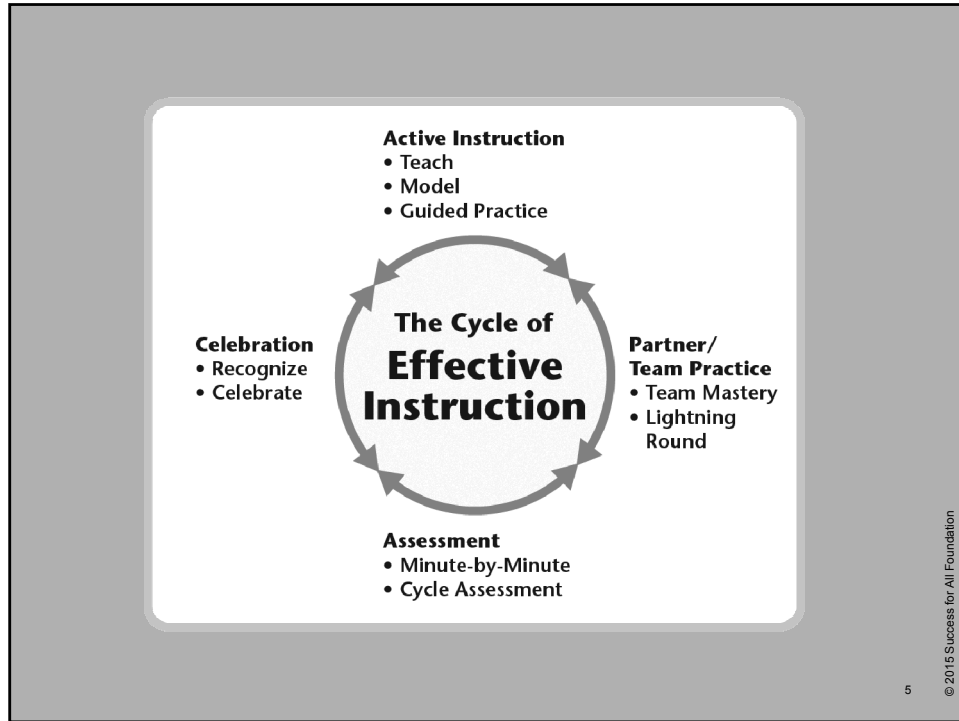 Active Instruction
• Teach
• Model
• Guided Practice
The Cycle of
Effective
Instruction
Celebration
• Recognize
• Celebrate
Partner/
Team Practice
• Team Mastery
• Lightning
Round
Assessment
• Minute-by-Minute
• Cycle Assessment
5
© 2015 Success for All Foundation